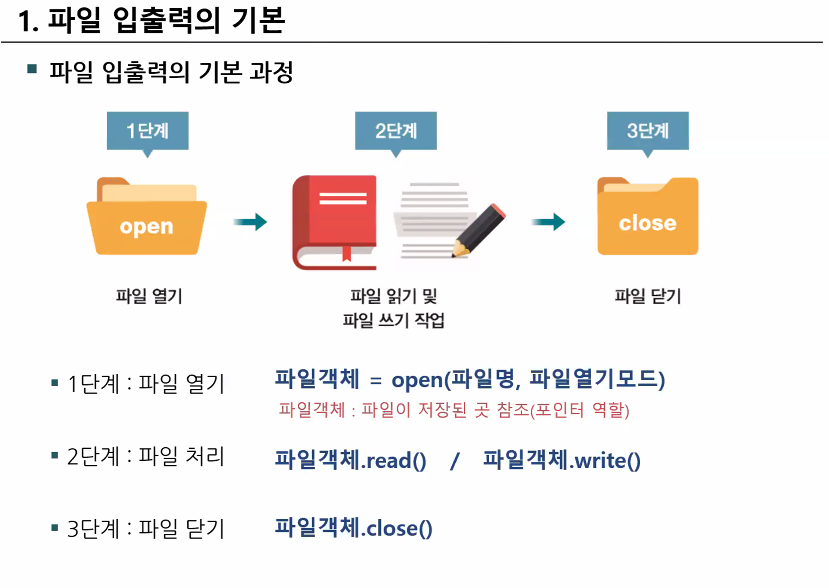 1. 파일 입출력의 기본
▪ 파일 입출력의 기본 과정
1단계
2단계
3단계
open
close
파일 열기
파일 읽기 및
파일 쓰기 작업
파일 닫기
▪ 1단계 : 파일 열기 파일객체 = open(파일명, 파일열기모드)
파일객체 : 파일이 저장된 곳 참조(포인터 역할)
▪ 2단계 : 파일 처리 파일객체.read() / 파일객체.write()
▪ 3단계 : 파일 닫기 파일객체.close()